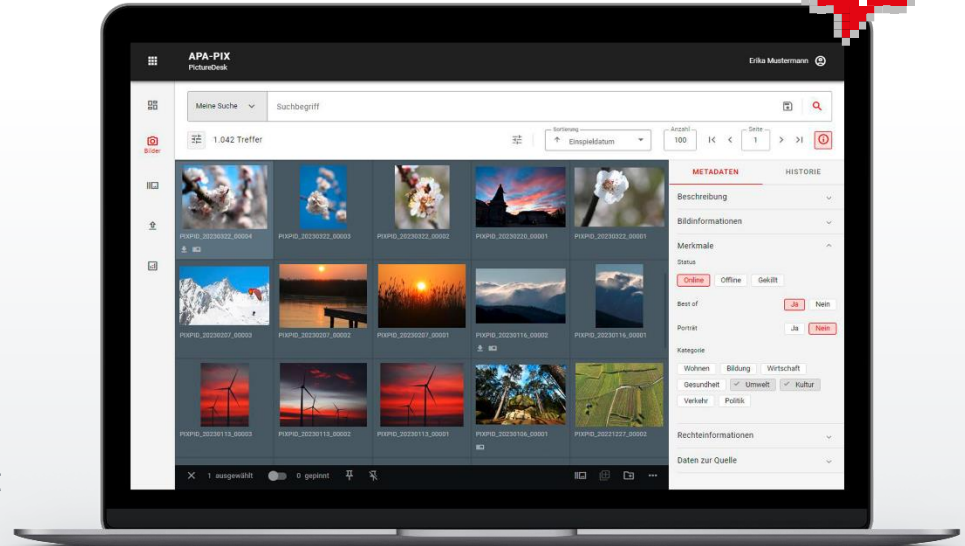 APA-PIX
PictureDesk
Erika Mustermann
Meine Suche
Suchbegriff
Bilder
1.042 Treffer
Sortierung
Einspieldatum
Anzahl
100
Seite
1
METADATEN HISTORIE
PIXPID_20230322_00004 PIXPID_20230322_00003 PIXPID_20230322_00002 PIXPID_20230220_00001 PIXPID_20230322_00001
PIXPID_20230207_00003 PIXPID_20230207_00002 PIXPID_20230207_00001 PIXPID_20230116_00002 PIXPID_20230116_00001
PIXPID_20230113_00003 PIXPID_20230113_00002 PIXPID_20230113_00001 PIXPID_20230106_00001 PIXPID_20221227_00003
1 ausgewählt 0 gepinnt
Beschreibung
Bildinformationen
Merkmale
Status
Online Offline Gekillt
Best of Ja Nein
Porträt Ja Nein
Kategorie
Wohnen Bildung Wirtschaft
Gesundheit Umwelt Kultur
Verkehr Politik
Rechteinformationen
Daten zur Quelle